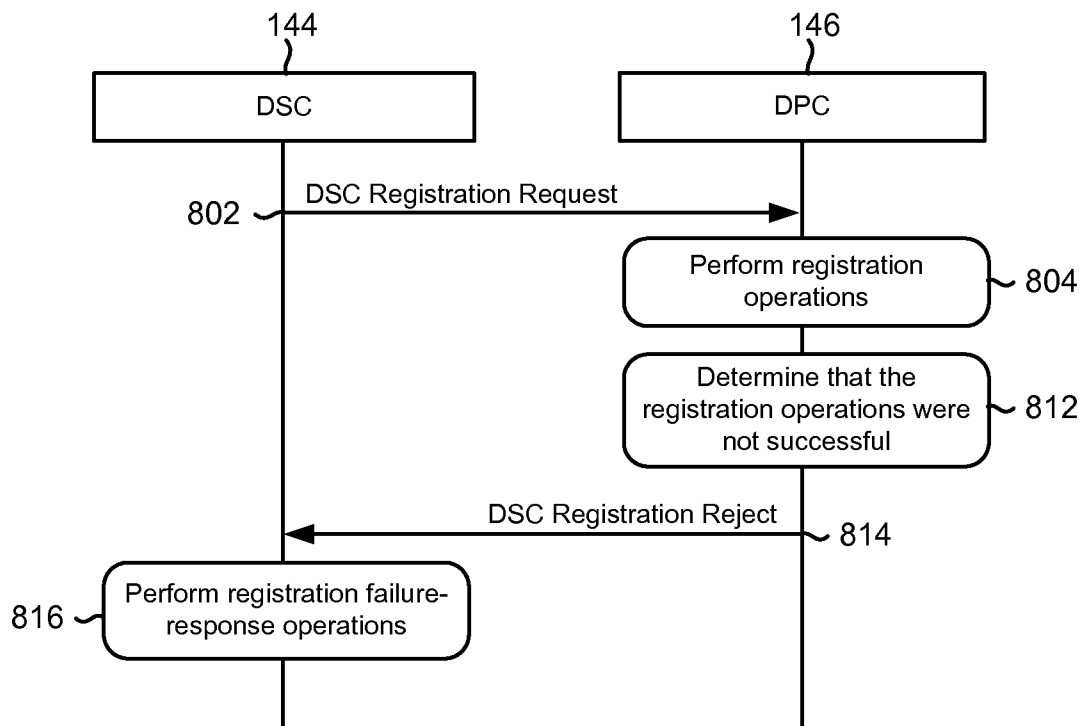 144
146
DSC
DPC
DSC Registration Request
802
Perform registration
operations
804
Determine that the
registration operations were
not successful
812
DSC Registration Reject
814
Perform registration failure-
response operations
816